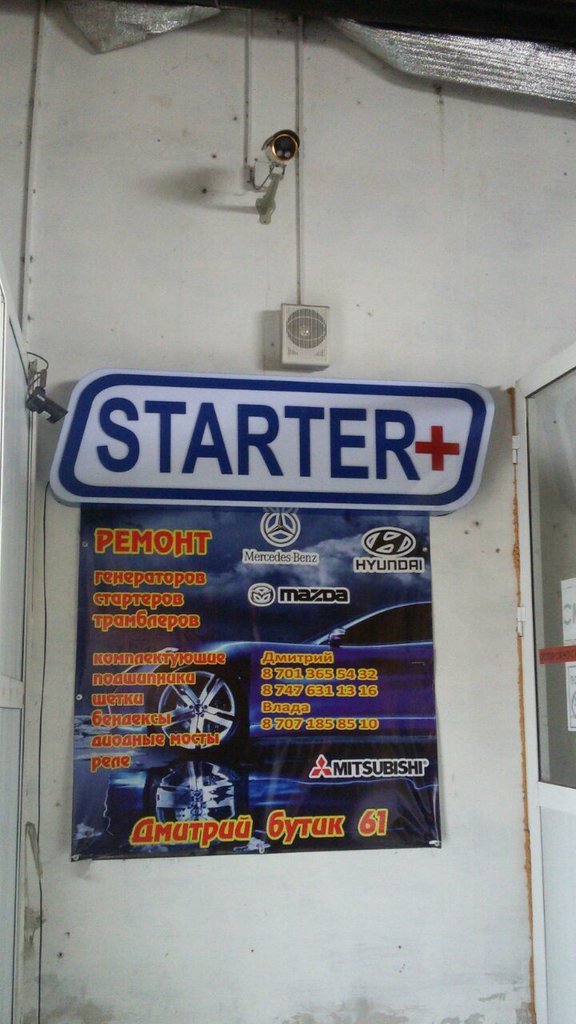 STARTER+
РЕМОНТ
генераторов
стартеров
трамблеров
Mercedes-Benz
HYUNDAI
mazda
комплектующие
подшипники
щетки
бендексы
диодные мосты
реле
Дмитрий
8 701 365 54 32
8 747 631 13 16
Влада
8 707 185 85 10
MITSUBISHI
Дмитрий бутик 61